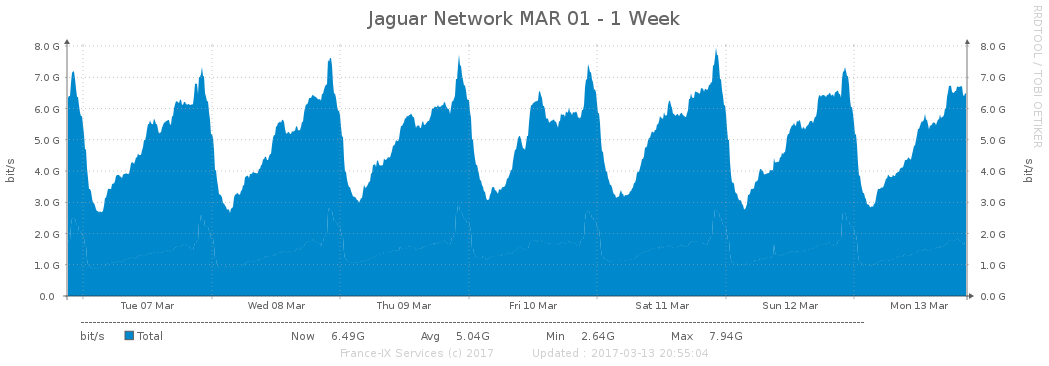 Jaguar Network MAR 01 - 1 Week
RRDTOOL / TOBI OETIKER
bit/s
8.0 G 8.0 G
7.0 G 7.0 G
6.0 G 6.0 G
5.0 G 5.0 G
4.0 G 4.0 G
3.0 G 3.0 G
2.0 G 2.0 G
1.0 G 1.0 G
0.0 0.0 G
bit/s
Tue 07 Mar Wed 08 Mar Thu 09 Mar Fri 10 Mar Sat 11 Mar Sun 12 Mar Mon 13 Mar
bit/s Total Now 6.49G Avg 5.04G Min 2.64G Max 7.94G
France-IX Services (c) 2017 Updated : 2017-03-13 20:55:04